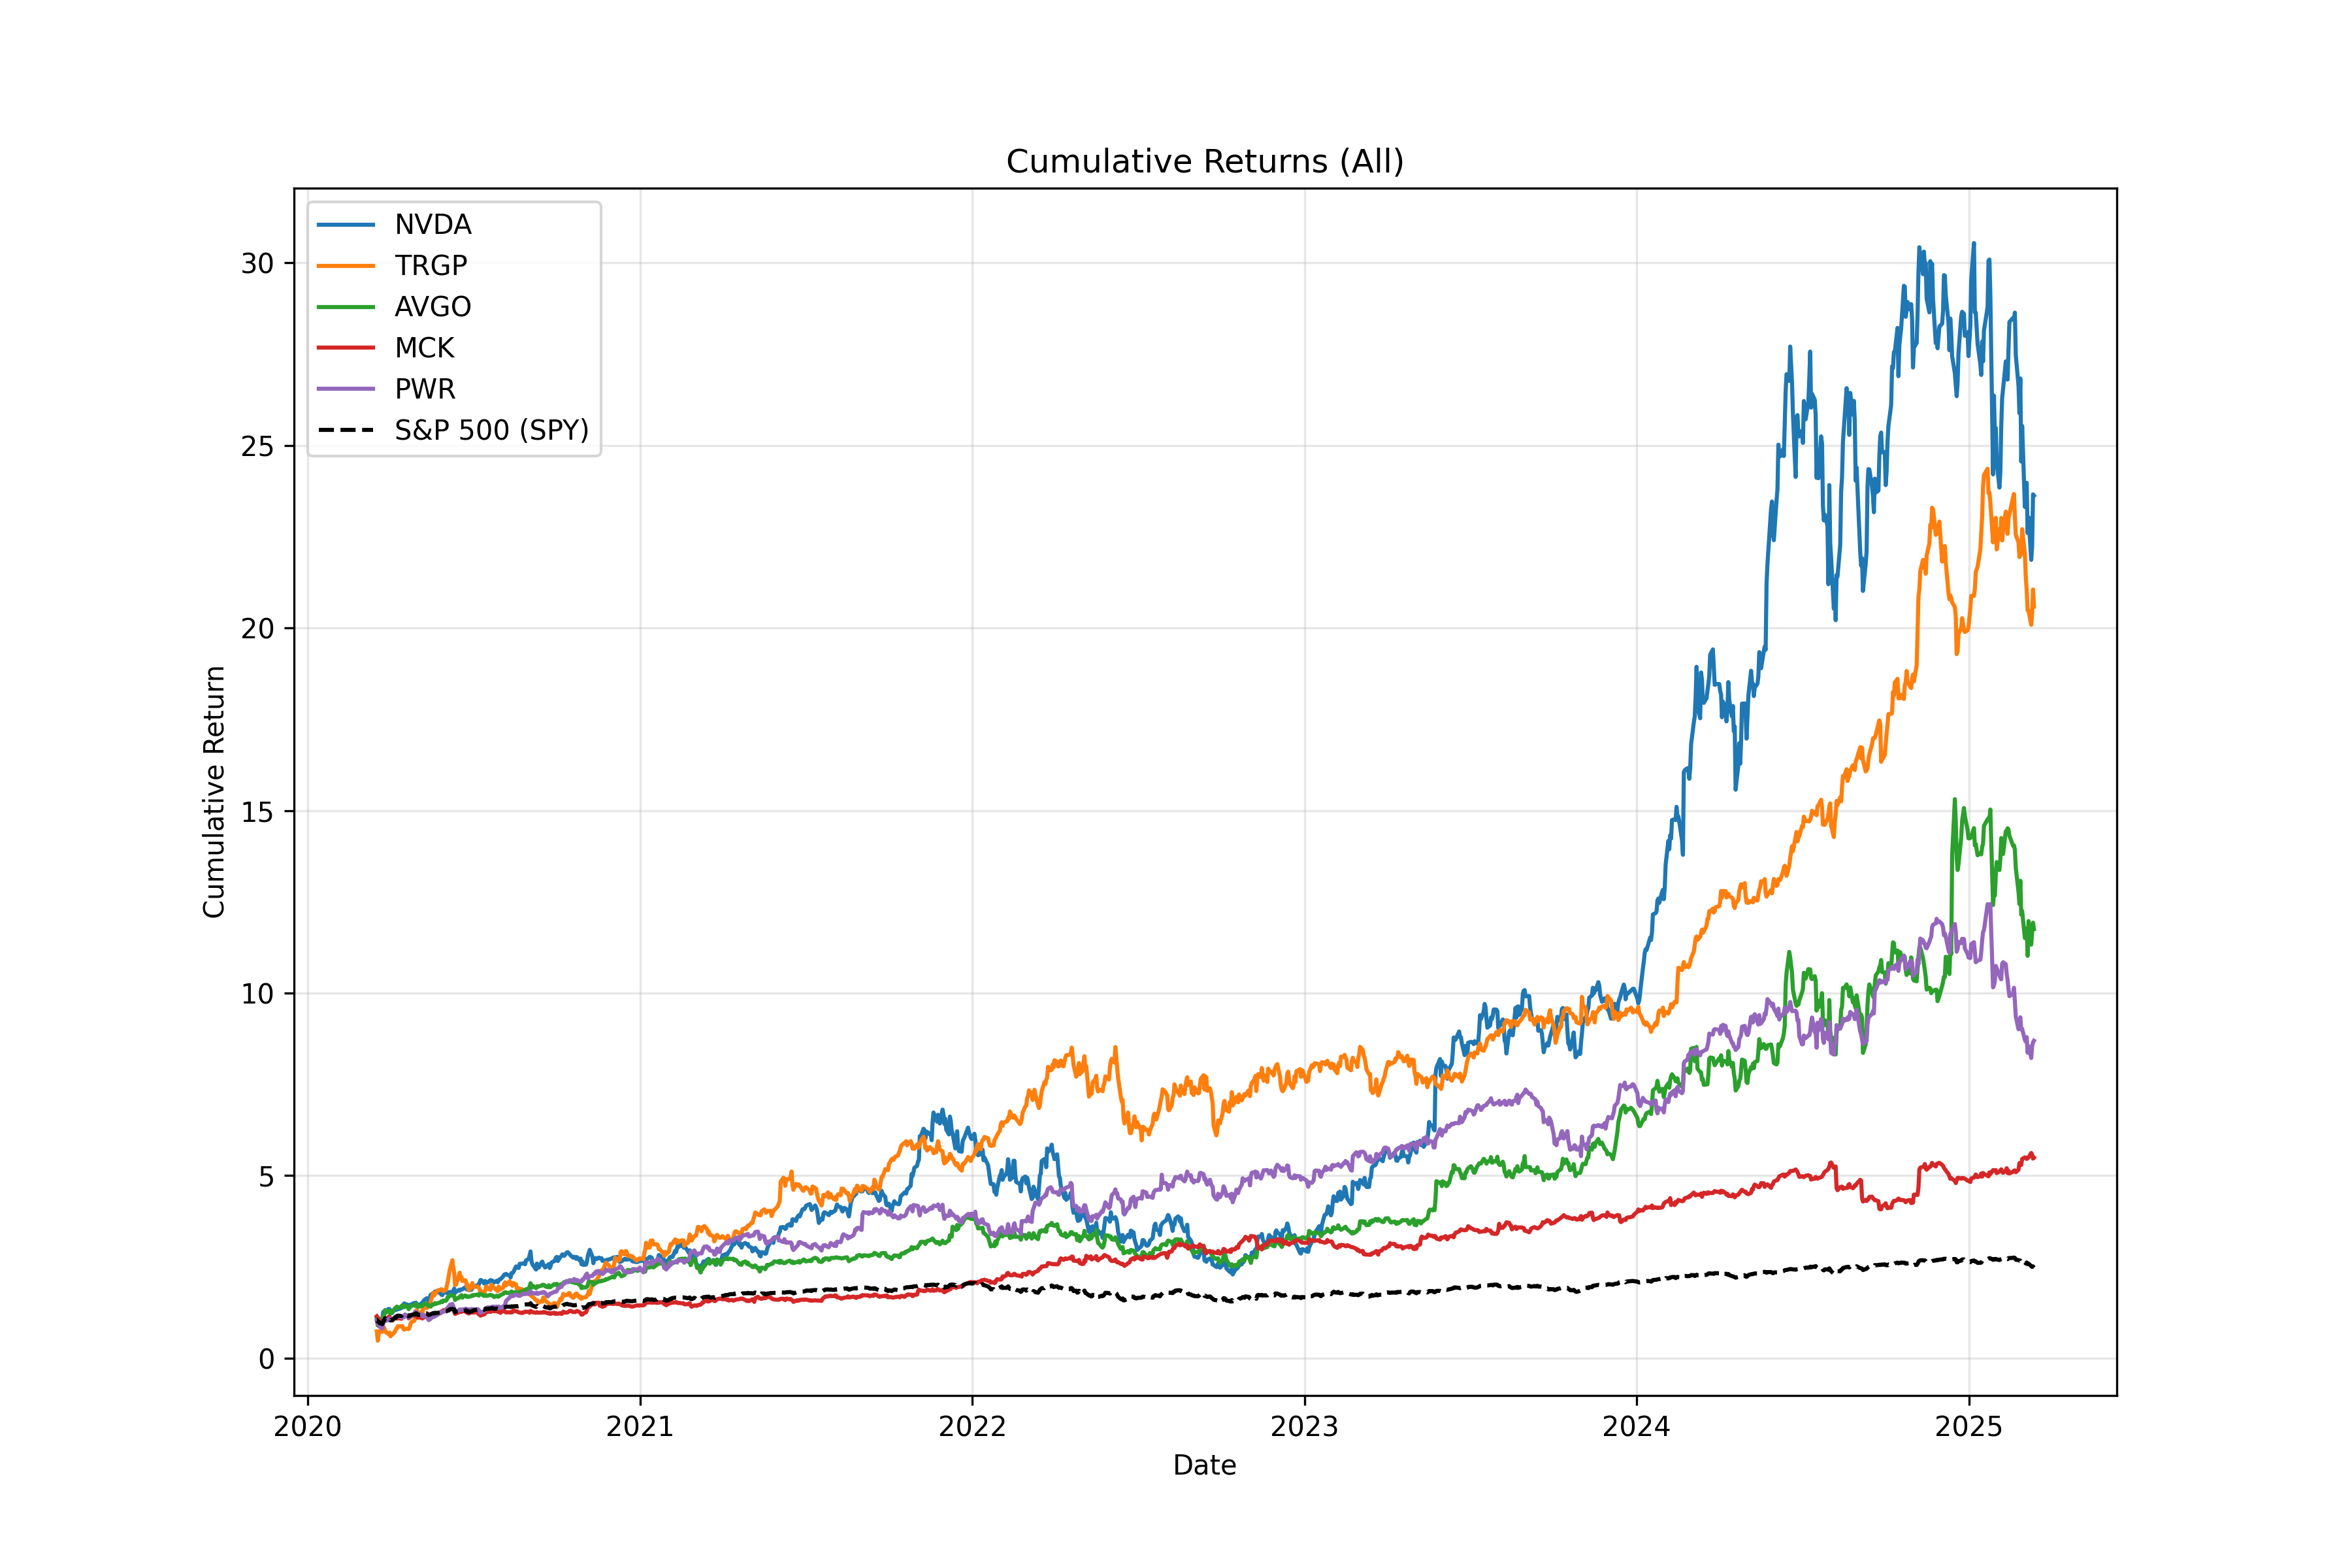 Cumulative Returns (All)
NVDA
TRGP
AVGO
MCK
PWR
S&P 500 (SPY)
Cumulative Return
30
25
20
15
10
5
0
2020
2021
2022
2023
2024
2025
Date